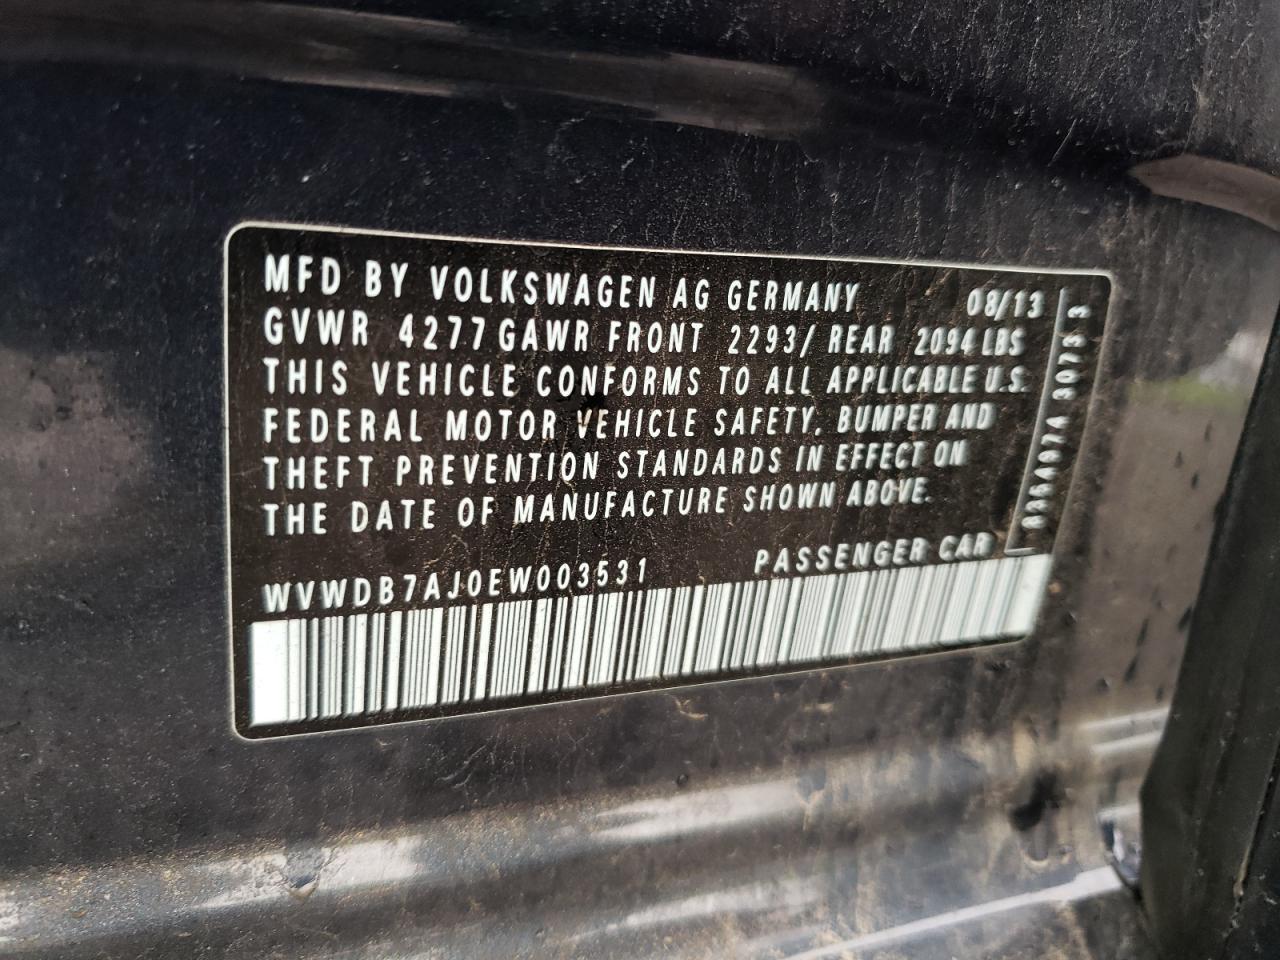 MFD BY VOLKSWAGEN AG GERMANY 08/13
GVWR 4277 GAWR FRONT 2293/ REAR 2094 LBS
THIS VEHICLE CONFORMS TO ALL APPLICABLE U.S.
FEDERAL MOTOR VEHICLE SAFETY, BUMPER AND
THEFT PREVENTION STANDARDS IN EFFECT ON
THE DATE OF MANUFACTURE SHOWN ABOVE.
WVWDB7AJ0EW003531 PASSENGER CAR